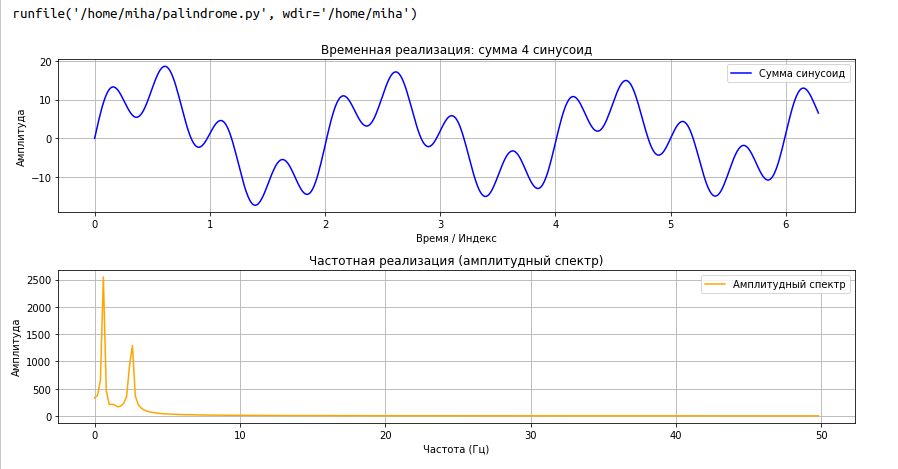 runfile('/home/miha/palindrome.py', wdir='/home/miha')
Временная реализация: сумма 4 синусоид
Сумма синусоид
Амплитуда
20
10
0
−10
0 1 2 3 4 5 6
Время / Индекс
Частотная реализация (амплитудный спектр)
Амплитудный спектр
Амплитуда
2500
2000
1500
1000
500
0
0 10 20 30 40 50
Частота (Гц)